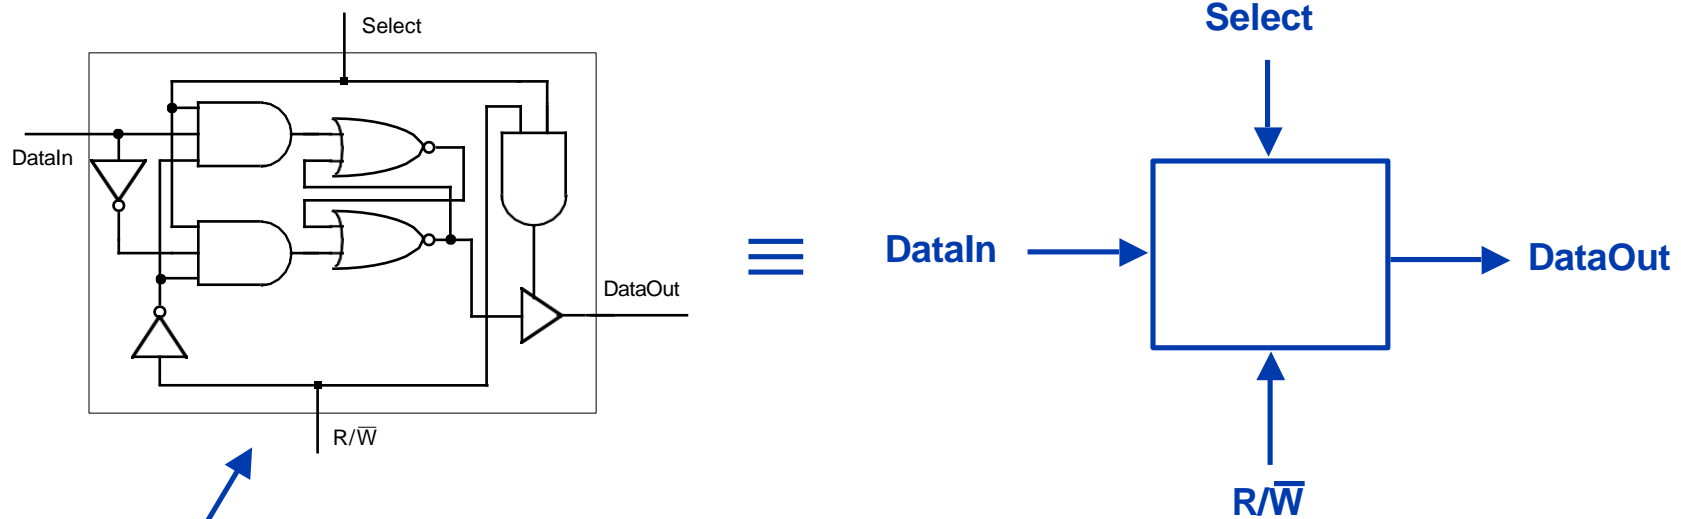 Select
DataIn
DataOut
R/W̅
Select
≡
DataIn
DataOut
R/W̅